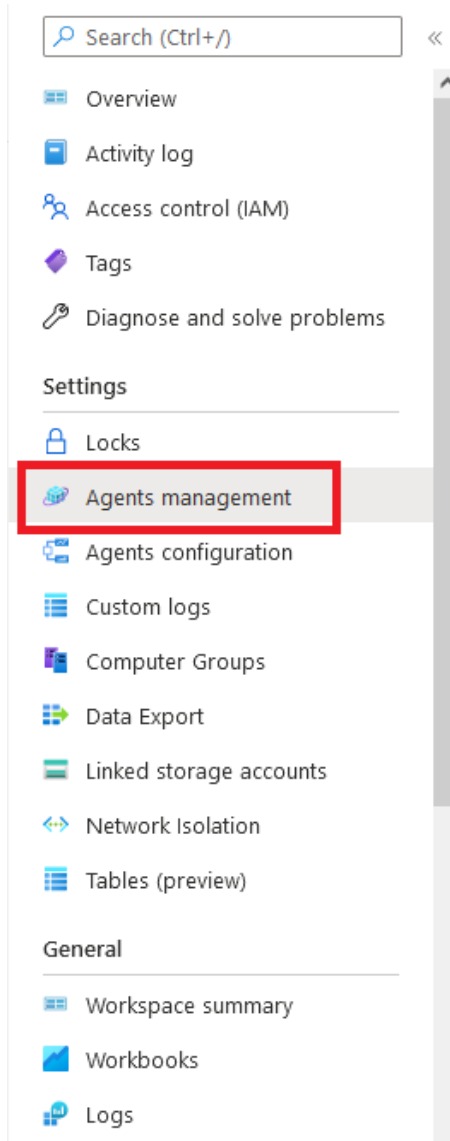 Search (Ctrl+/)
Overview
Activity log
Access control (IAM)
Tags
Diagnose and solve problems
Settings
Locks
Agents management
Agents configuration
Custom logs
Computer Groups
Data Export
Linked storage accounts
Network Isolation
Tables (preview)
General
Workspace summary
Workbooks
Logs